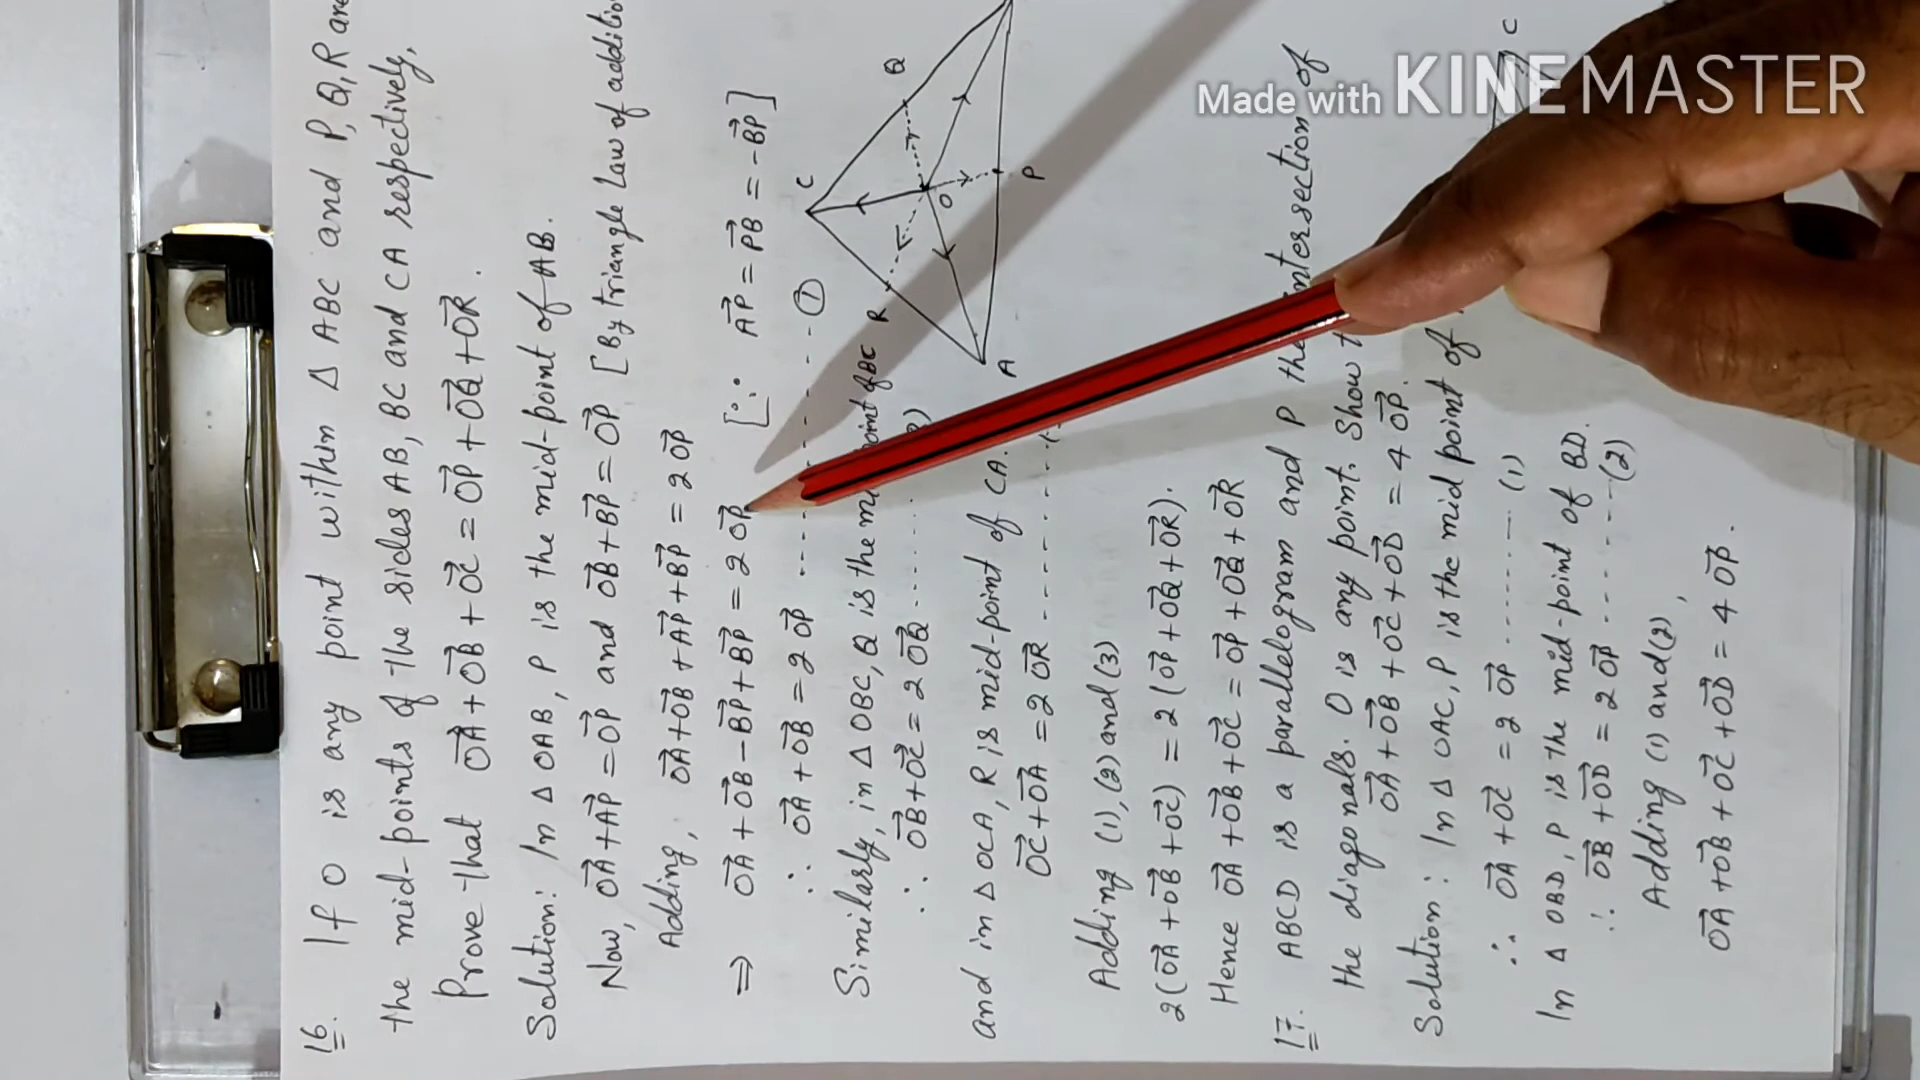 16. If O is any point within Δ ABC and P, Q, R are
the mid-points of the sides AB, BC and CA respectively,
Prove that OA⃗ + OB⃗ + OC⃗ = OP⃗ + OQ⃗ + OR⃗.
Solution: In Δ OAB, P is the mid-point of AB.
Now, OA⃗ + AP⃗ = OP⃗ and OB⃗ + BP⃗ = OP⃗ [By triangle Law of
Adding, OA⃗ + OB⃗ + AP⃗ + BP⃗ = 2 OP⃗
⇒ OA⃗ + OB⃗ - BP⃗ + BP⃗ = 2 OP⃗ [∵ AP⃗ = PB⃗ = -BP⃗]
∴ OA⃗ + OB⃗ = 2 OP⃗ ------------ ①
Similarly, in Δ OBC, Q is the point of BC
∴ OB⃗ + OC⃗ = 2 OQ⃗ ........
and in Δ OCA, R is mid-point of CA.
OC⃗ + OA⃗ = 2 OR⃗ ------------
Adding (1), (2) and (3)
2(OA⃗ + OB⃗ + OC⃗) = 2(OP⃗ + OQ⃗ + OR⃗).
Hence OA⃗ + OB⃗ + OC⃗ = OP⃗ + OQ⃗ + OR⃗
C
Q
R
O
P
A
17. ABCD is a parallelogram and P the intersection of
the diagonals. O is any point. Show
OA⃗ + OB⃗ + OC⃗ + OD⃗ = 4 OP⃗.
Solution: In Δ OAC, P is the mid point of
∴ OA⃗ + OC⃗ = 2 OP⃗ ......... (1)
In Δ OBD, P is the mid-point of BD.
∴ OB⃗ + OD⃗ = 2 OP⃗ --------- (2)
Adding (1) and (2),
OA⃗ + OB⃗ + OC⃗ + OD⃗ = 4 OP⃗.
C
Made with KINEMASTER